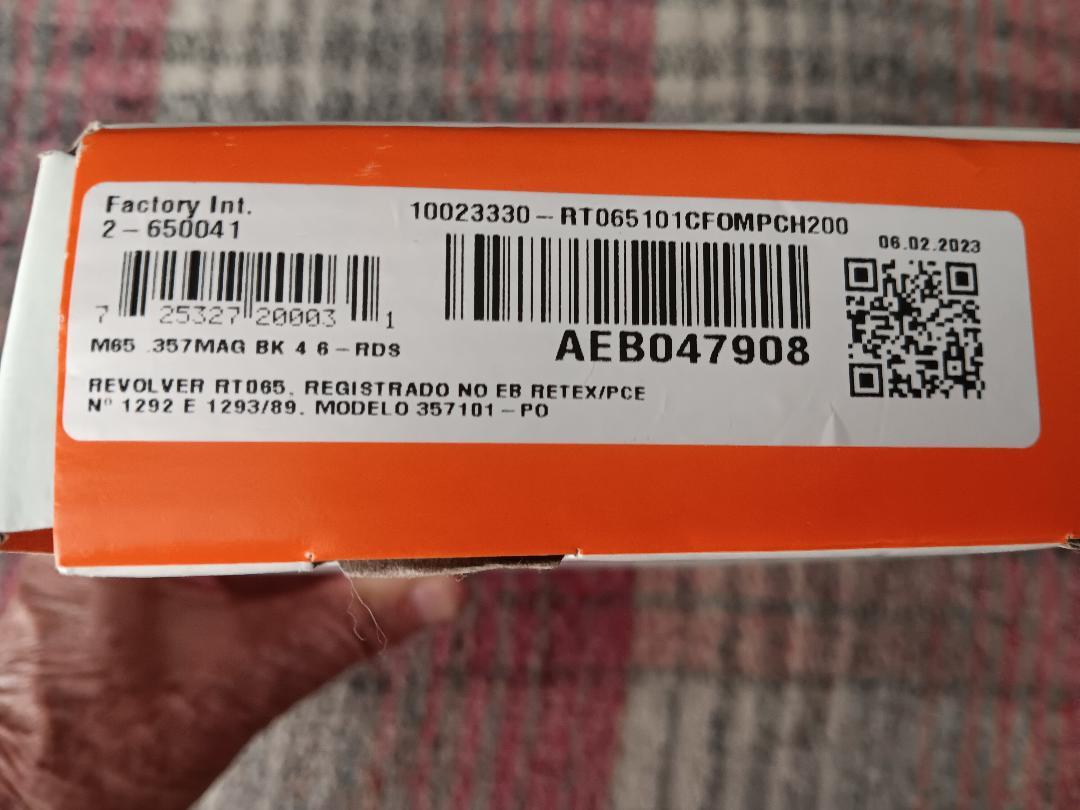 Factory Int.
2-650041
10023330-RT065101CFOMPCH200
06.02.2023
7 25327 20003 1
AEB047908
M65 .357MAG BK 4 6-RDS
REVOLVER RT065. REGISTRADO NO EB RETEX/PCE
Nº 1292 E 1293/89. MODELO 357101-PO